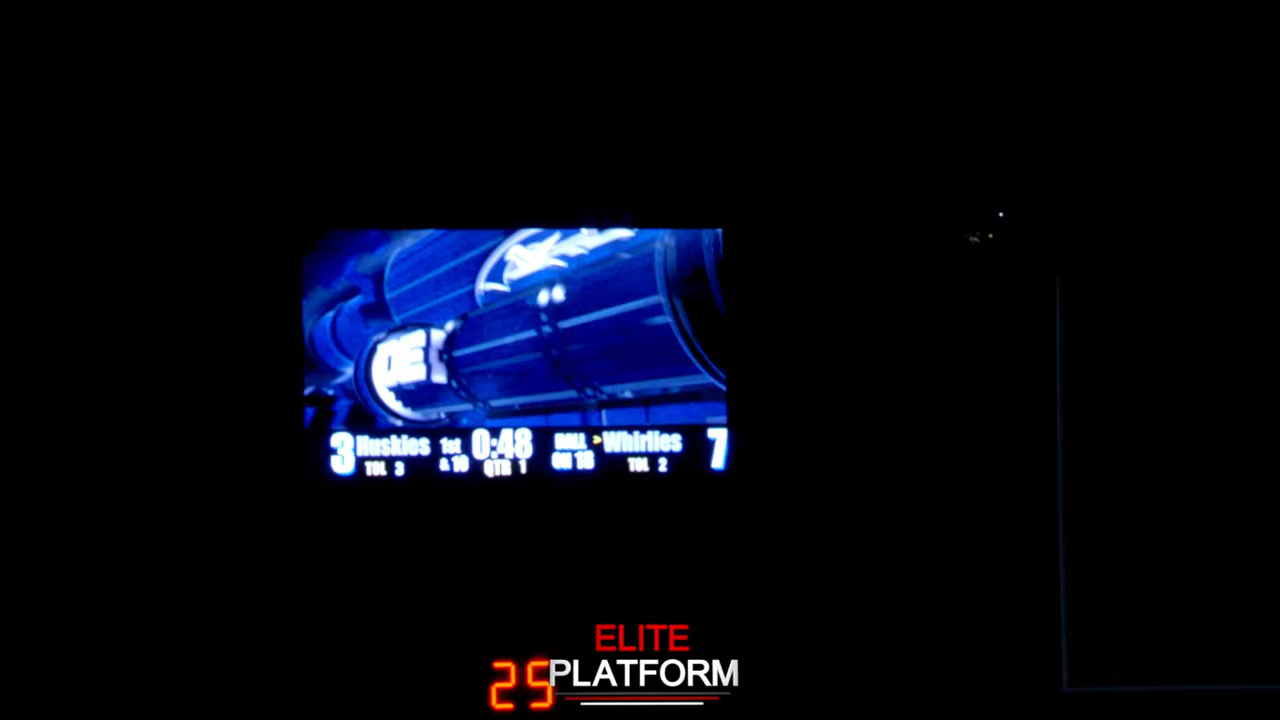 3 Huskies 1st 0:48 BALL >Whirlies 7
TOL 3 & 10 QTR 1 ON 18 TOL 2
ELITE
25 PLATFORM